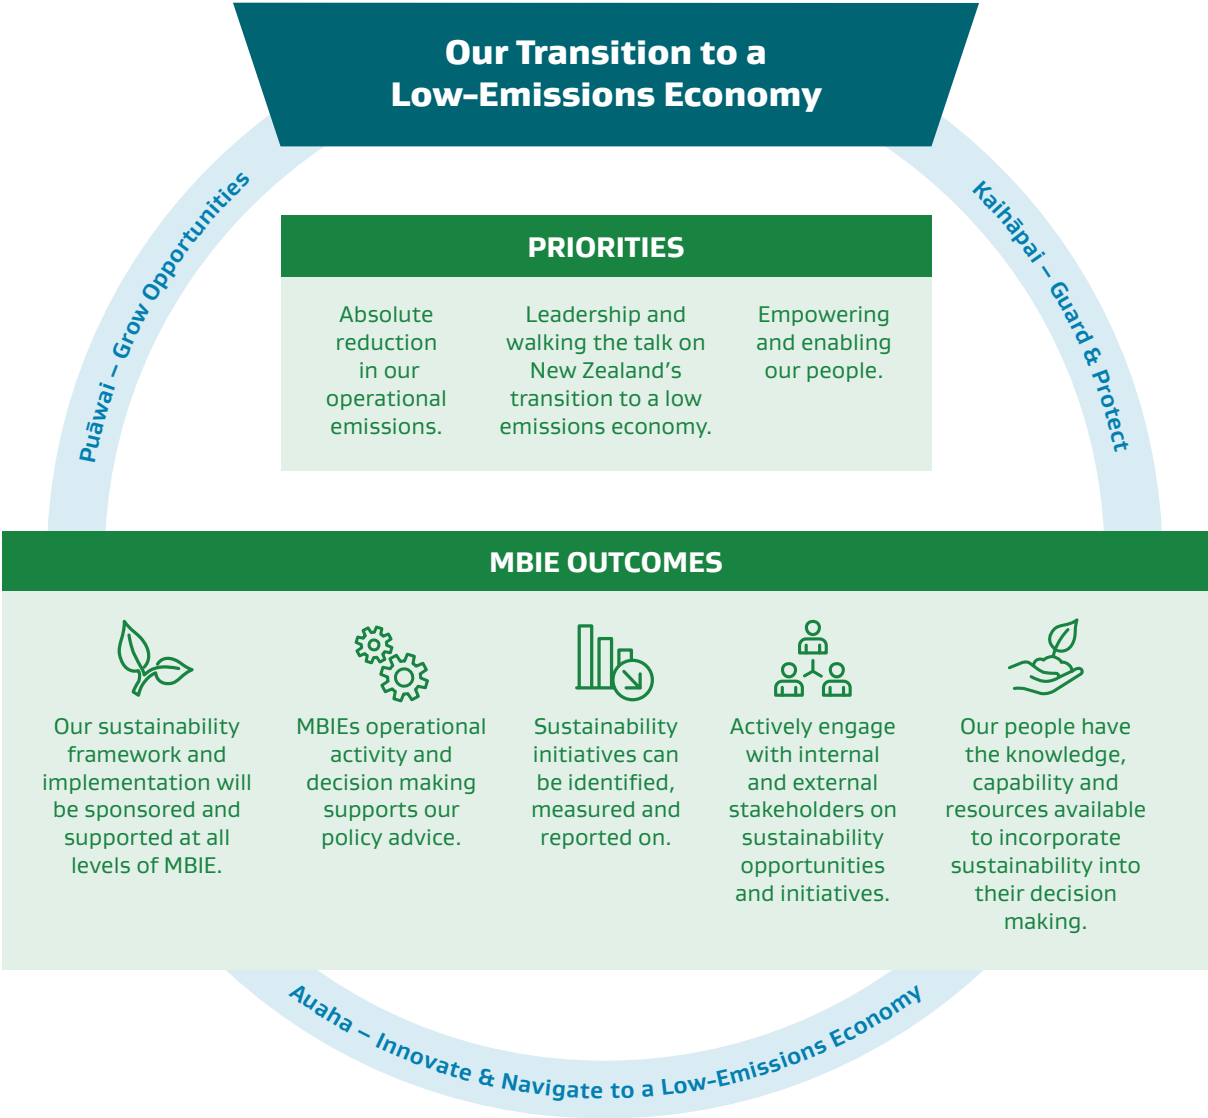 Our Transition to a
Low-Emissions Economy
Puāwai – Grow Opportunities
Kaihāpai – Guard & Protect
PRIORITIES
Absolute
reduction
in our
operational
emissions.
Leadership and
walking the talk on
New Zealand's
transition to a low
emissions economy.
Empowering
and enabling
our people.
MBIE OUTCOMES
Our sustainability
framework and
implementation will
be sponsored and
supported at all
levels of MBIE.
MBIEs operational
activity and
decision making
supports our
policy advice.
Sustainability
initiatives can
be identified,
measured and
reported on.
Actively engage
with internal
and external
stakeholders on
sustainability
opportunities
and initiatives.
Our people have
the knowledge,
capability and
resources available
to incorporate
sustainability into
their decision
making.
Auaha – Innovate & Navigate to a Low-Emissions Economy